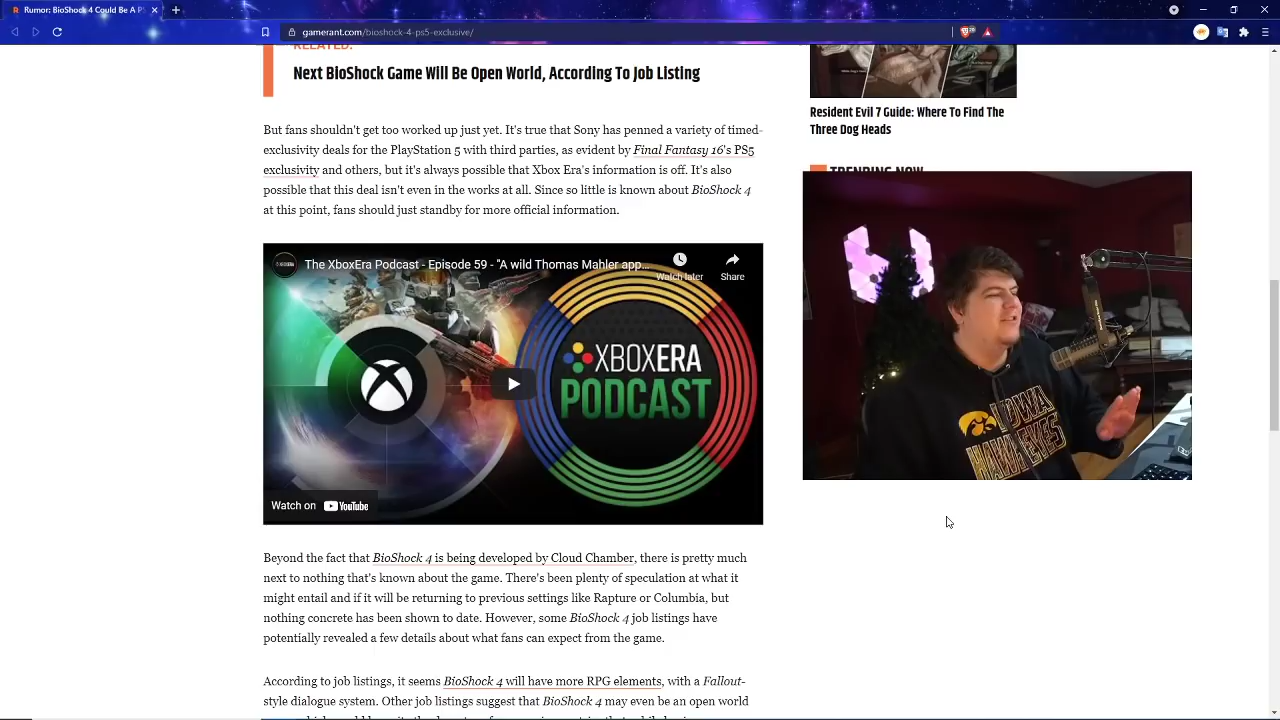 Rumor: BioShock 4 Could Be A PS
gamerant.com/bioshock-4-ps5-exclusive/
RELATED:
Next BioShock Game Will Be Open World, According To Job Listing
But fans shouldn't get too worked up just yet. It's true that Sony has penned a variety of timed-
exclusivity deals for the PlayStation 5 with third parties, as evident by Final Fantasy 16's PS5
exclusivity and others, but it's always possible that Xbox Era's information is off. It's also
possible that this deal isn't even in the works at all. Since so little is known about BioShock 4
at this point, fans should just standby for more official information.
The XboxEra Podcast - Episode 59 - "A wild Thomas Mahler app...
Watch later
Share
XBOXERA
PODCAST
Watch on YouTube
Beyond the fact that BioShock 4 is being developed by Cloud Chamber, there is pretty much
next to nothing that's known about the game. There's been plenty of speculation at what it
might entail and if it will be returning to previous settings like Rapture or Columbia, but
nothing concrete has been shown to date. However, some BioShock 4 job listings have
potentially revealed a few details about what fans can expect from the game.
According to job listings, it seems BioShock 4 will have more RPG elements, with a Fallout-
style dialogue system. Other job listings suggest that BioShock 4 may even be an open world
Resident Evil 7 Guide: Where To Find The
Three Dog Heads
TRENDING NOW
IOWA
HAWKEYES